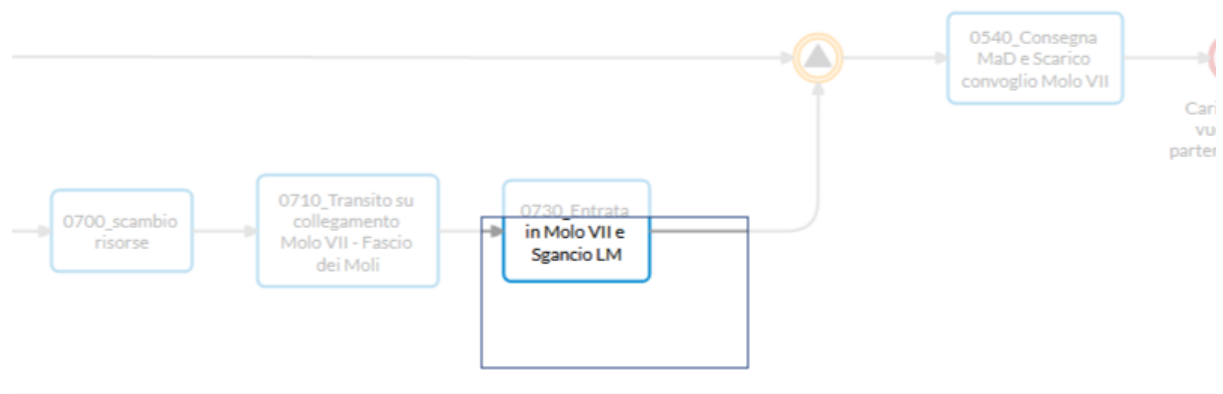 0540_Consegna
MaD e Scarico
convoglio Molo VII
0700_scambio
risorse
0710_Transito su
collegamento
Molo VII - Fascio
dei Moli
0730_Entrata
in Molo VII e
Sgancio LM